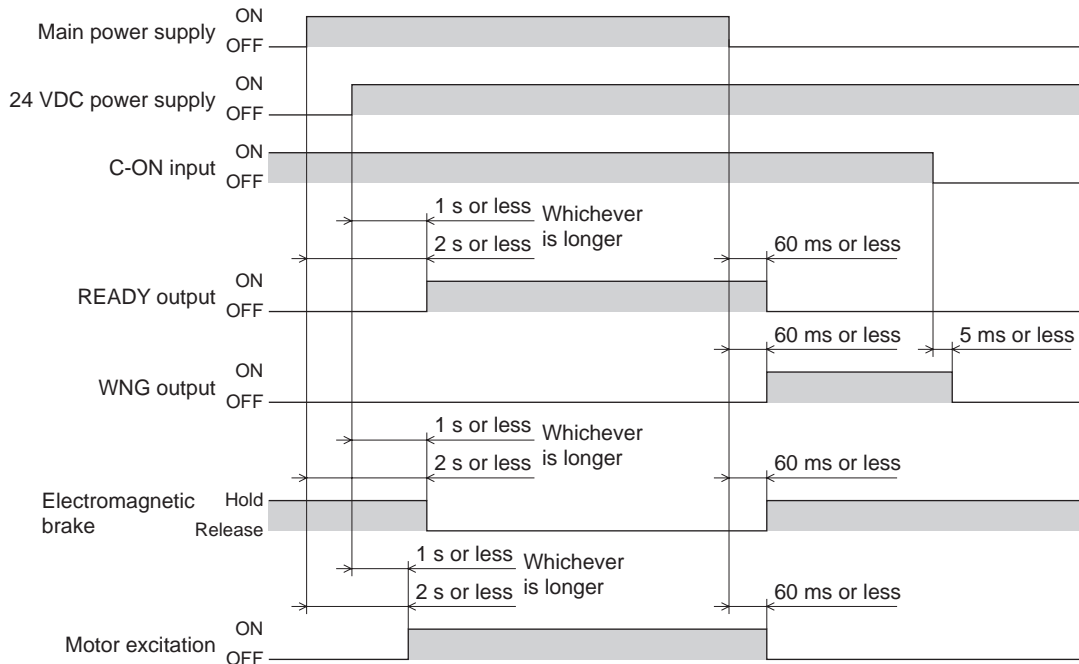 Main power supply
ON
OFF
24 VDC power supply
ON
OFF
C-ON input
ON
OFF
1 s or less
Whichever
is longer
2 s or less
60 ms or less
READY output
ON
OFF
60 ms or less
5 ms or less
WNG output
ON
OFF
1 s or less
Whichever
is longer
2 s or less
60 ms or less
Electromagnetic
brake
Hold
Release
1 s or less
Whichever
is longer
2 s or less
60 ms or less
Motor excitation
ON
OFF